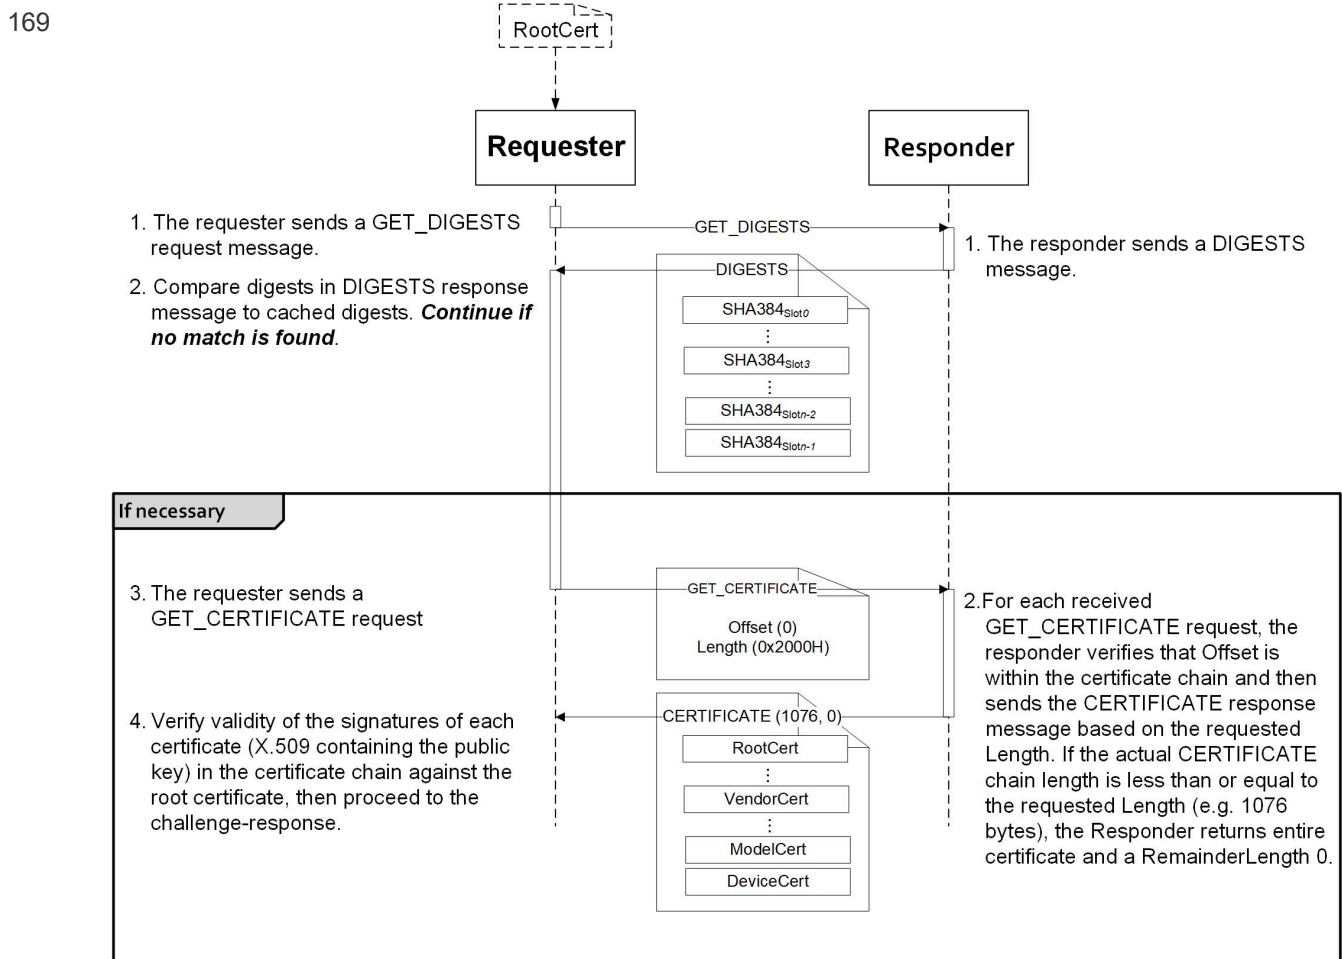 169
RootCert
Requester
Responder
1. The requester sends a GET_DIGESTS
request message.
2. Compare digests in DIGESTS response
message to cached digests. Continue if
no match is found.
GET_DIGESTS
1. The responder sends a DIGESTS
message.
DIGESTS
SHA384Slot0
⋮
SHA384Slot3
⋮
SHA384Slotn-2
SHA384Slotn-1
If necessary
3. The requester sends a
GET_CERTIFICATE request
GET_CERTIFICATE
Offset (0)
Length (0x2000H)
2.For each received
GET_CERTIFICATE request, the
responder verifies that Offset is
within the certificate chain and then
sends the CERTIFICATE response
message based on the requested
Length. If the actual CERTIFICATE
chain length is less than or equal to
the requested Length (e.g. 1076
bytes), the Responder returns entire
certificate and a RemainderLength 0.
4. Verify validity of the signatures of each
certificate (X.509 containing the public
key) in the certificate chain against the
root certificate, then proceed to the
challenge-response.
CERTIFICATE (1076, 0)
RootCert
⋮
VendorCert
⋮
ModelCert
DeviceCert